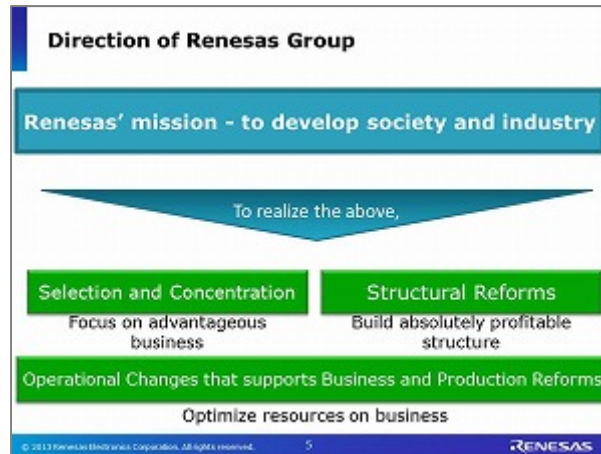 Direction of Renesas Group
Renesas' mission - to develop society and industry
To realize the above,
Selection and Concentration
Focus on advantageous
business
Structural Reforms
Build absolutely profitable
structure
Operational Changes that supports Business and Production Reforms
Optimize resources on business
© 2013 Renesas Electronics Corporation. All rights reserved.
5
RENESAS